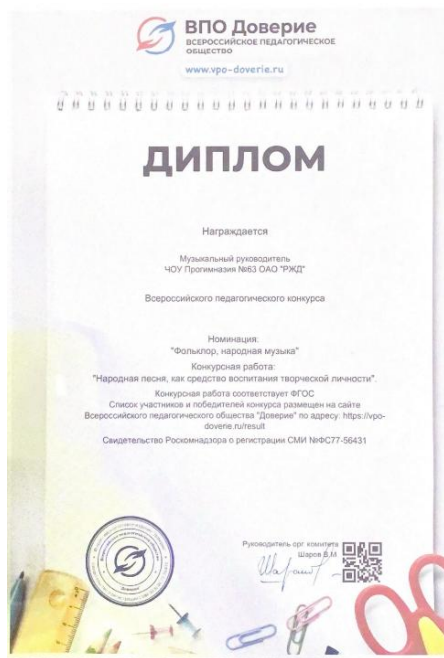 ВПО Доверие
ВСЕРОССИЙСКОЕ ПЕДАГОГИЧЕСКОЕ
ОБЩЕСТВО
www.vpo-doverie.ru
ДИПЛОМ
Награждается
Музыкальный руководитель
ЧОУ Прогимназия №63 ОАО "РЖД"
Всероссийского педагогического конкурса
Номинация:
"Фольклор, народная музыка"
Конкурсная работа:
"Народная песня, как средство воспитания творческой личности".
Конкурсная работа соответствует ФГОС
Список участников и победителей конкурса размещен на сайте
Всероссийского педагогического общества "Доверие" по адресу: https://vpo-
doverie.ru/result
Свидетельство Роскомнадзора о регистрации СМИ №ФС77-56431
Руководитель орг. комитета
Шаров В.М